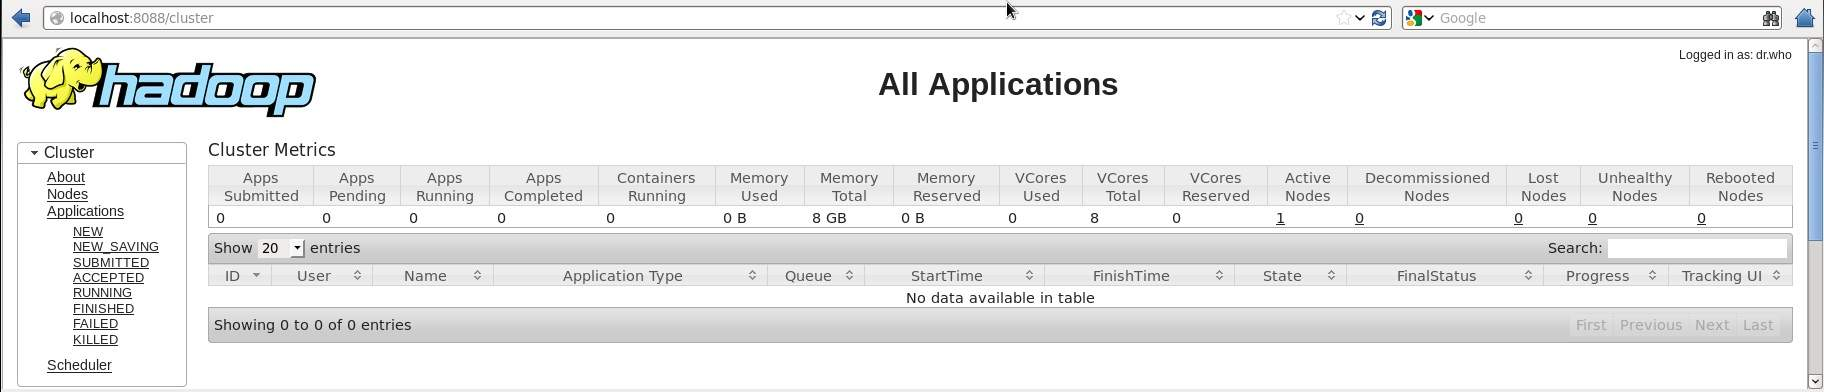 localhost:8088/cluster
Google
Logged in as: dr.who
hadoop
All Applications
Cluster
About
Nodes
Applications
NEW
NEW_SAVING
SUBMITTED
ACCEPTED
RUNNING
FINISHED
FAILED
KILLED
Scheduler
Cluster Metrics
Apps Submitted Apps Pending Apps Running Apps Completed Containers Running Memory Used Memory Total Memory Reserved VCores Used VCores Total VCores Reserved Active Nodes Decommissioned Nodes Lost Nodes Unhealthy Nodes Rebooted Nodes
0 0 0 0 0 0 B 8 GB 0 B 0 8 0 1 0 0 0 0
Show 20 entries Search:
ID User Name Application Type Queue StartTime FinishTime State FinalStatus Progress Tracking UI
No data available in table
Showing 0 to 0 of 0 entries First Previous Next Last